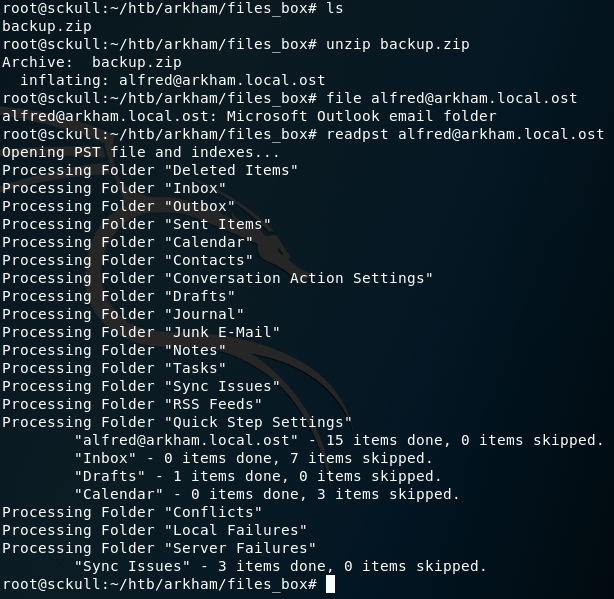 root@sckull:~/htb/arkham/files_box# ls
backup.zip
root@sckull:~/htb/arkham/files_box# unzip backup.zip
Archive:  backup.zip
  inflating: alfred@arkham.local.ost
root@sckull:~/htb/arkham/files_box# file alfred@arkham.local.ost
alfred@arkham.local.ost: Microsoft Outlook email folder
root@sckull:~/htb/arkham/files_box# readpst alfred@arkham.local.ost
Opening PST file and indexes...
Processing Folder "Deleted Items"
Processing Folder "Inbox"
Processing Folder "Outbox"
Processing Folder "Sent Items"
Processing Folder "Calendar"
Processing Folder "Contacts"
Processing Folder "Conversation Action Settings"
Processing Folder "Drafts"
Processing Folder "Journal"
Processing Folder "Junk E-Mail"
Processing Folder "Notes"
Processing Folder "Tasks"
Processing Folder "Sync Issues"
Processing Folder "RSS Feeds"
Processing Folder "Quick Step Settings"
        "alfred@arkham.local.ost" - 15 items done, 0 items skipped.
        "Inbox" - 0 items done, 7 items skipped.
        "Drafts" - 1 items done, 0 items skipped.
        "Calendar" - 0 items done, 3 items skipped.
Processing Folder "Conflicts"
Processing Folder "Local Failures"
Processing Folder "Server Failures"
        "Sync Issues" - 3 items done, 0 items skipped.
root@sckull:~/htb/arkham/files_box#